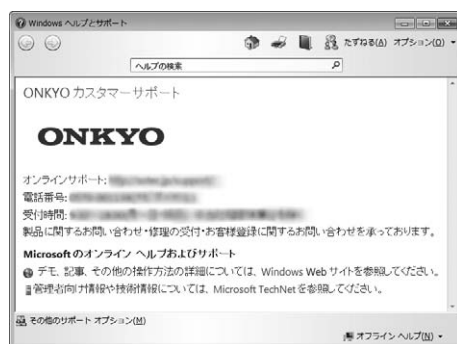 Windows ヘルプとサポート
たずねる(A) オプション(O)
ヘルプの検索
ONKYO カスタマーサポート
ONKYO
オンラインサポート:
電話番号:
受付時間:
製品に関するお問い合わせ・修理の受付・お客様登録に関するお問い合わせを承っております。
Microsoft のオンライン ヘルプおよびサポート
デモ、記事、その他の操作方法の詳細については、Windows Web サイトを参照してください。
管理者向け情報や技術情報については、Microsoft TechNet を参照してください。
その他のサポート オプション(M)
オフライン ヘルプ(N)